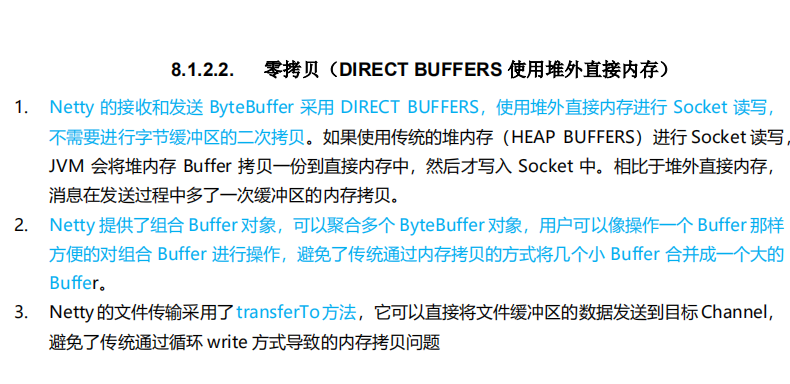 8.1.2.2. 零拷贝（DIRECT BUFFERS 使用堆外直接内存）
1. Netty 的接收和发送 ByteBuffer 采用 DIRECT BUFFERS，使用堆外直接内存进行 Socket 读写，
不需要进行字节缓冲区的二次拷贝。如果使用传统的堆内存（HEAP BUFFERS）进行 Socket 读写，
JVM 会将堆内存 Buffer 拷贝一份到直接内存中，然后才写入 Socket 中。相比于堆外直接内存，
消息在发送过程中多了一次缓冲区的内存拷贝。
2. Netty 提供了组合 Buffer 对象，可以聚合多个 ByteBuffer 对象，用户可以像操作一个 Buffer 那样
方便的对组合 Buffer 进行操作，避免了传统通过内存拷贝的方式将几个小 Buffer 合并成一个大的
Buffer。
3. Netty 的文件传输采用了 transferTo 方法，它可以直接将文件缓冲区的数据发送到目标 Channel，
避免了传统通过循环 write 方式导致的内存拷贝问题